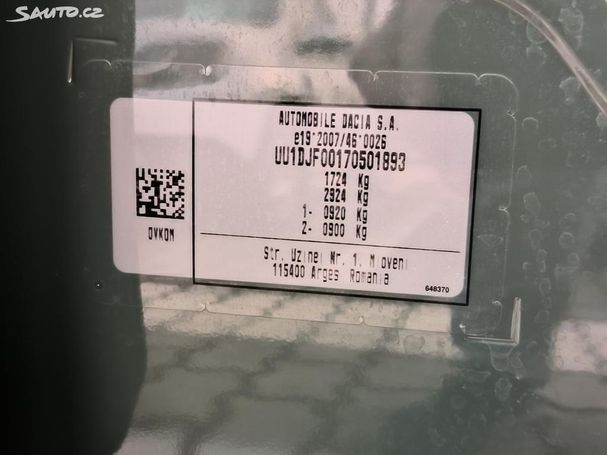 SAUTO.CZ
AUTOMOBILE DACIA S.A.
e19*2007/46*0026
UU1DJF00170501893
1724 Kg
2924 Kg
1- 0920 Kg
2- 0900 Kg
OVKOM
Str. Uzinei Nr. 1. Mioveni
115400 Arges Romania
648370